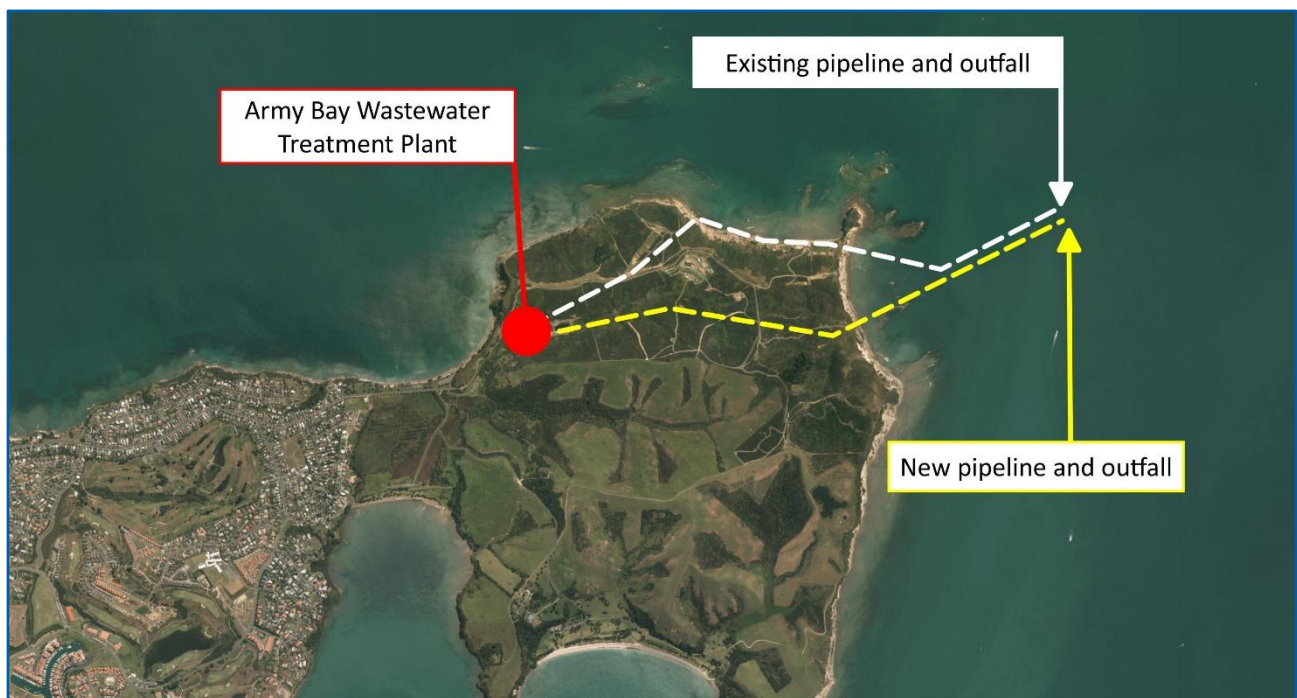 Existing pipeline and outfall
Army Bay Wastewater
Treatment Plant
New pipeline and outfall